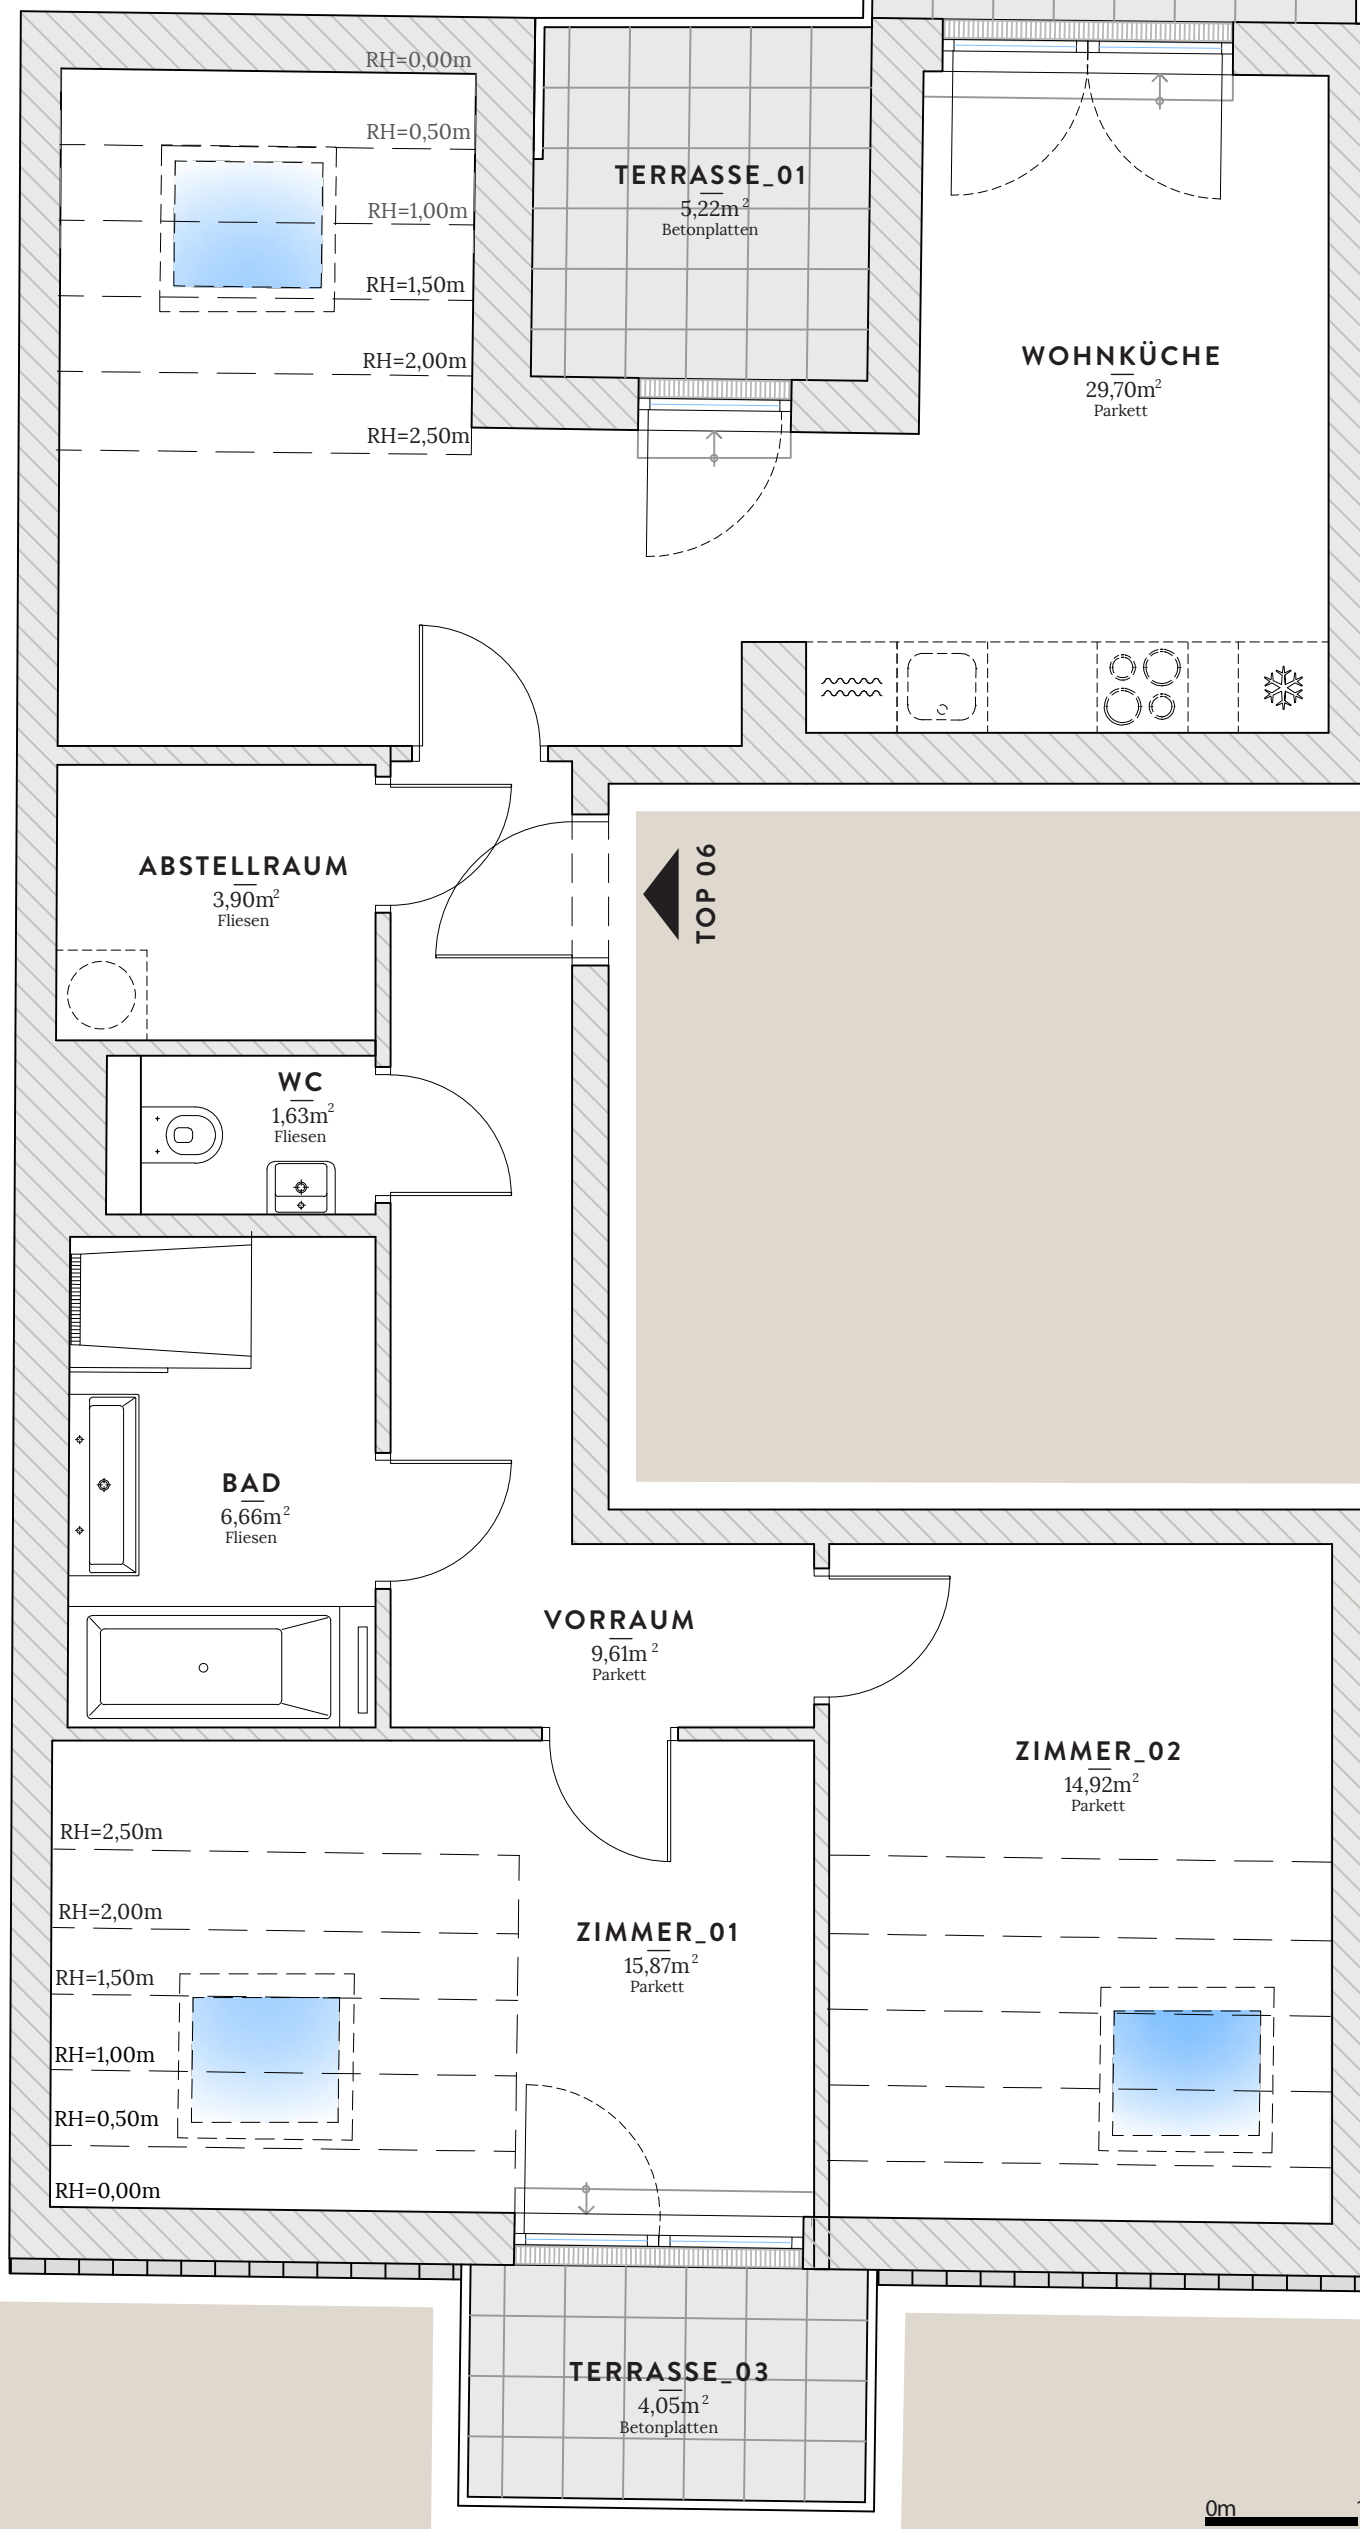 RH=0,00m
RH=0,50m
RH=1,00m
RH=1,50m
RH=2,00m
RH=2,50m
TERRASSE_01
5,22m²
Betonplatten
WOHNKÜCHE
29,70m²
Parkett
ABSTELLRAUM
3,90m²
Fliesen
TOP 06
WC
1,63m²
Fliesen
BAD
6,66m²
Fliesen
VORRAUM
9,61m²
Parkett
ZIMMER_02
14,92m²
Parkett
RH=2,50m
RH=2,00m
RH=1,50m
RH=1,00m
RH=0,50m
RH=0,00m
ZIMMER_01
15,87m²
Parkett
TERRASSE_03
4,05m²
Betonplatten
0m